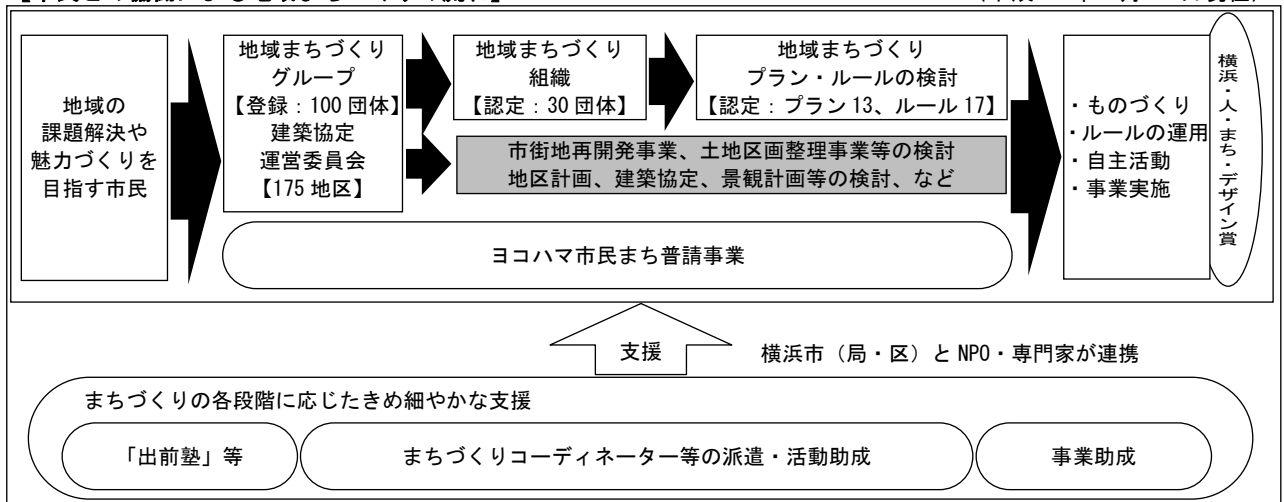 地域の
課題解決や
魅力づくりを
目指す市民
地域まちづくり
グループ
【登録：100 団体】
建築協定
運営委員会
【175 地区】
地域まちづくり
組織
【認定：30 団体】
地域まちづくり
プラン・ルールの検討
【認定：プラン 13、ルール 17】
市街地再開発事業、土地区画整理事業等の検討
地区計画、建築協定、景観計画等の検討、など
・ものづくり
・ルールの運用
・自主活動
・事業実施
横浜・人・まち・デザイン賞
ヨコハマ市民まち普請事業
支援
横浜市（局・区）と NPO・専門家が連携
まちづくりの各段階に応じたきめ細やかな支援
「出前塾」等
まちづくりコーディネーター等の派遣・活動助成
事業助成